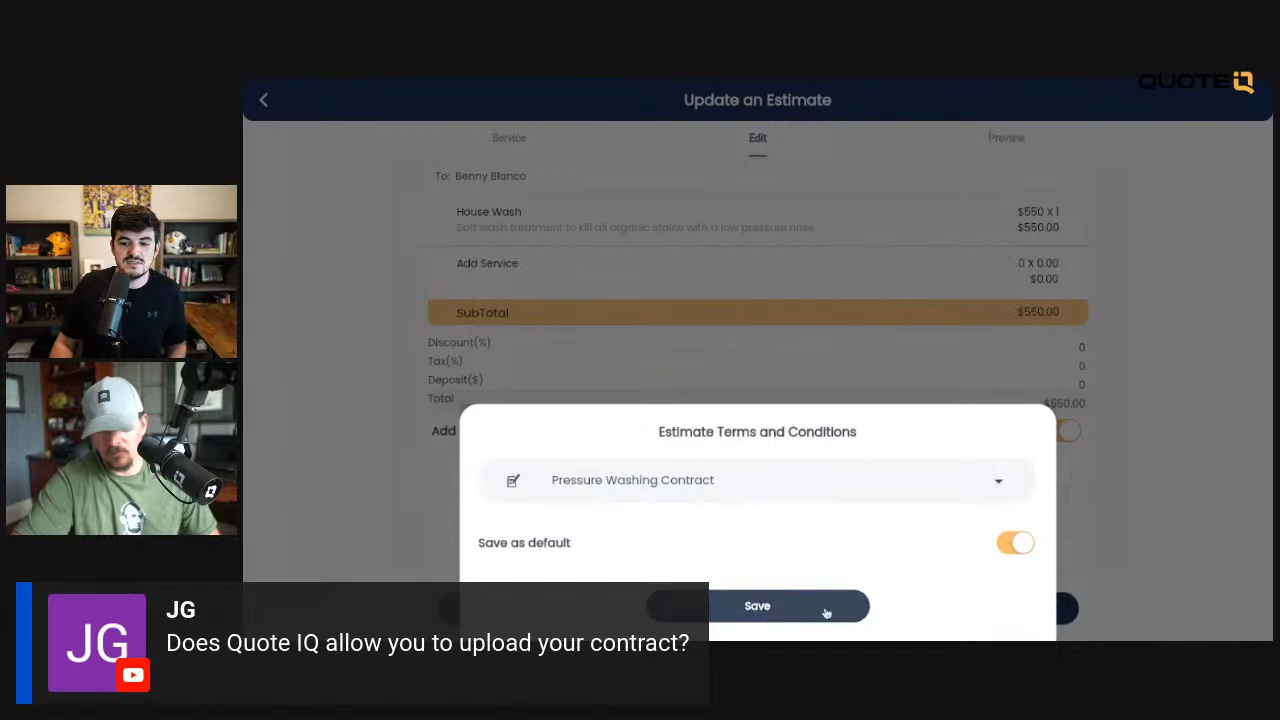 QUOTE IQ
Update an Estimate
Service Edit Preview
To: Benny Blanco
House Wash $550 X 1
Soft wash treatment to kill all organic stains with a low pressure rinse $550.00
Add Service 0 X 0.00
$0.00
SubTotal $550.00
Discount(%) 0
Tax(%) 0
Deposit($) 0
Total $550.00
Add
Estimate Terms and Conditions
Pressure Washing Contract
Save as default
Save
JG
JG
Does Quote IQ allow you to upload your contract?